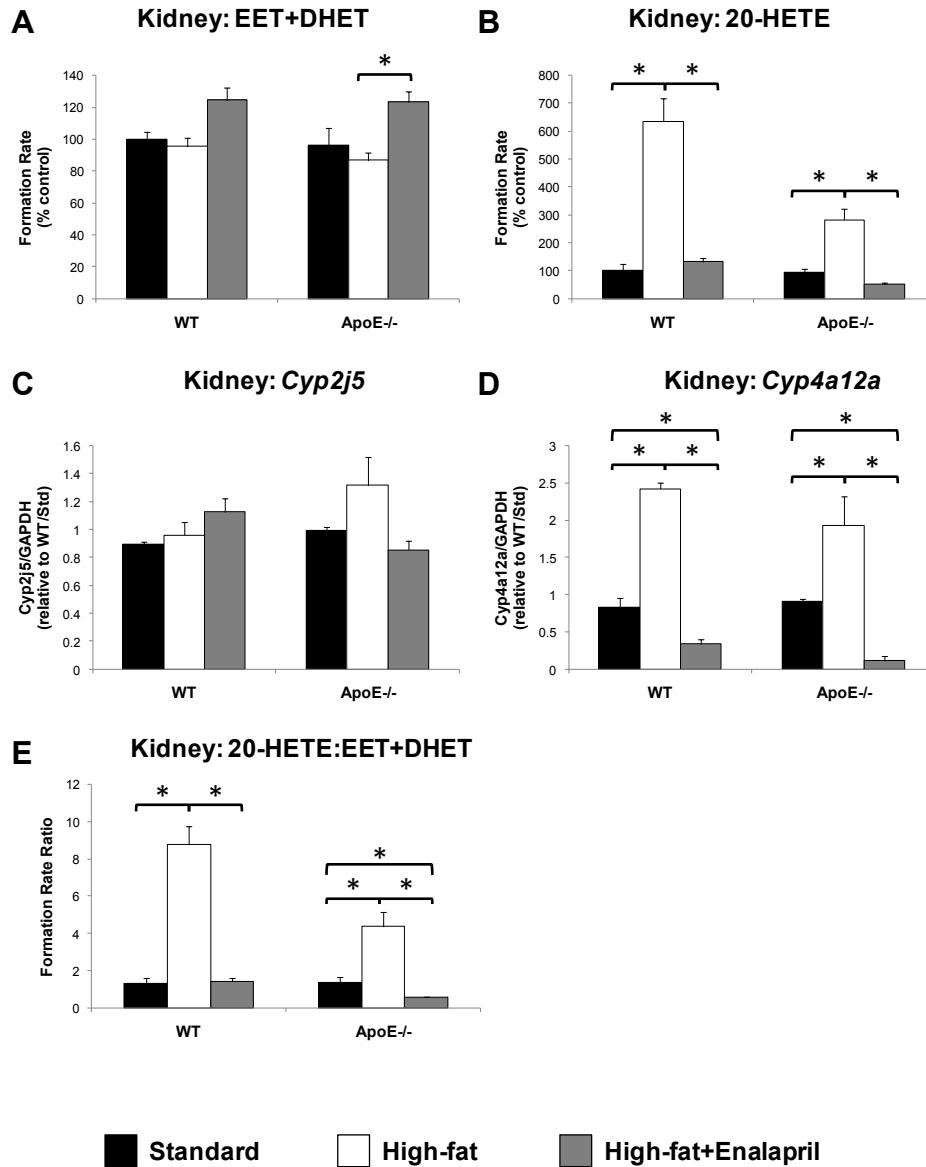 A
Kidney: EET+DHET
*
Formation Rate
(% control)
140
120
100
80
60
40
20
0
WT
ApoE-/-
B
Kidney: 20-HETE
* *
* *
Formation Rate
(% control)
800
700
600
500
400
300
200
100
0
WT
ApoE-/-
C
Kidney: Cyp2j5
Cyp2j5/GAPDH
(relative to WT/Std)
1.6
1.4
1.2
1
0.8
0.6
0.4
0.2
0
WT
ApoE-/-
D
Kidney: Cyp4a12a
* *
* * * *
Cyp4a12a/GAPDH
(relative to WT/Std)
3
2.5
2
1.5
1
0.5
0
WT
ApoE-/-
E
Kidney: 20-HETE:EET+DHET
* *
*
* *
Formation Rate Ratio
12
10
8
6
4
2
0
WT
ApoE-/-
Standard
High-fat
High-fat+Enalapril